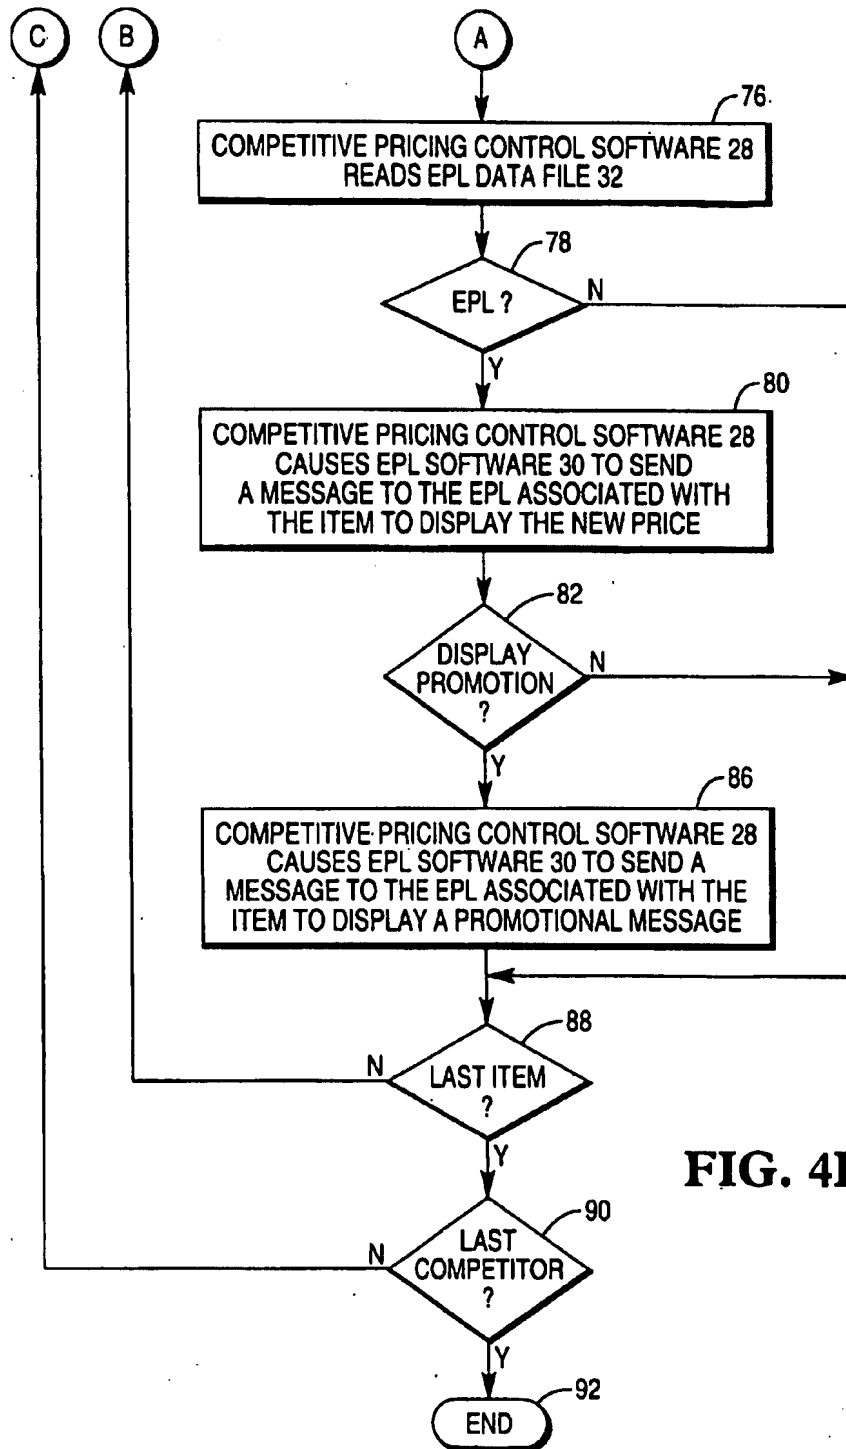 C
B
A
76
COMPETITIVE PRICING CONTROL SOFTWARE 28
READS EPL DATA FILE 32
78
EPL ?
N
Y
80
COMPETITIVE PRICING CONTROL SOFTWARE 28
CAUSES EPL SOFTWARE 30 TO SEND
A MESSAGE TO THE EPL ASSOCIATED WITH
THE ITEM TO DISPLAY THE NEW PRICE
82
DISPLAY
PROMOTION
?
N
Y
86
COMPETITIVE PRICING CONTROL SOFTWARE 28
CAUSES EPL SOFTWARE 30 TO SEND A
MESSAGE TO THE EPL ASSOCIATED WITH THE
ITEM TO DISPLAY A PROMOTIONAL MESSAGE
88
N
LAST ITEM
?
Y
FIG.
90
N
LAST
COMPETITOR
?
Y
92
END